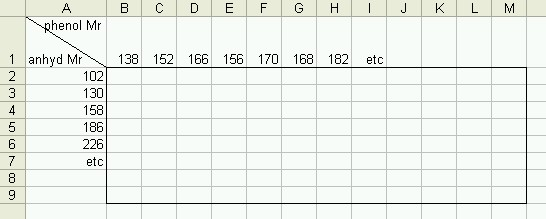 A B C D E F G H I J K L M
phenol Mr
1 anhyd Mr 138 152 166 156 170 168 182 etc
2 102
3 130
4 158
5 186
6 226
7 etc
8
9